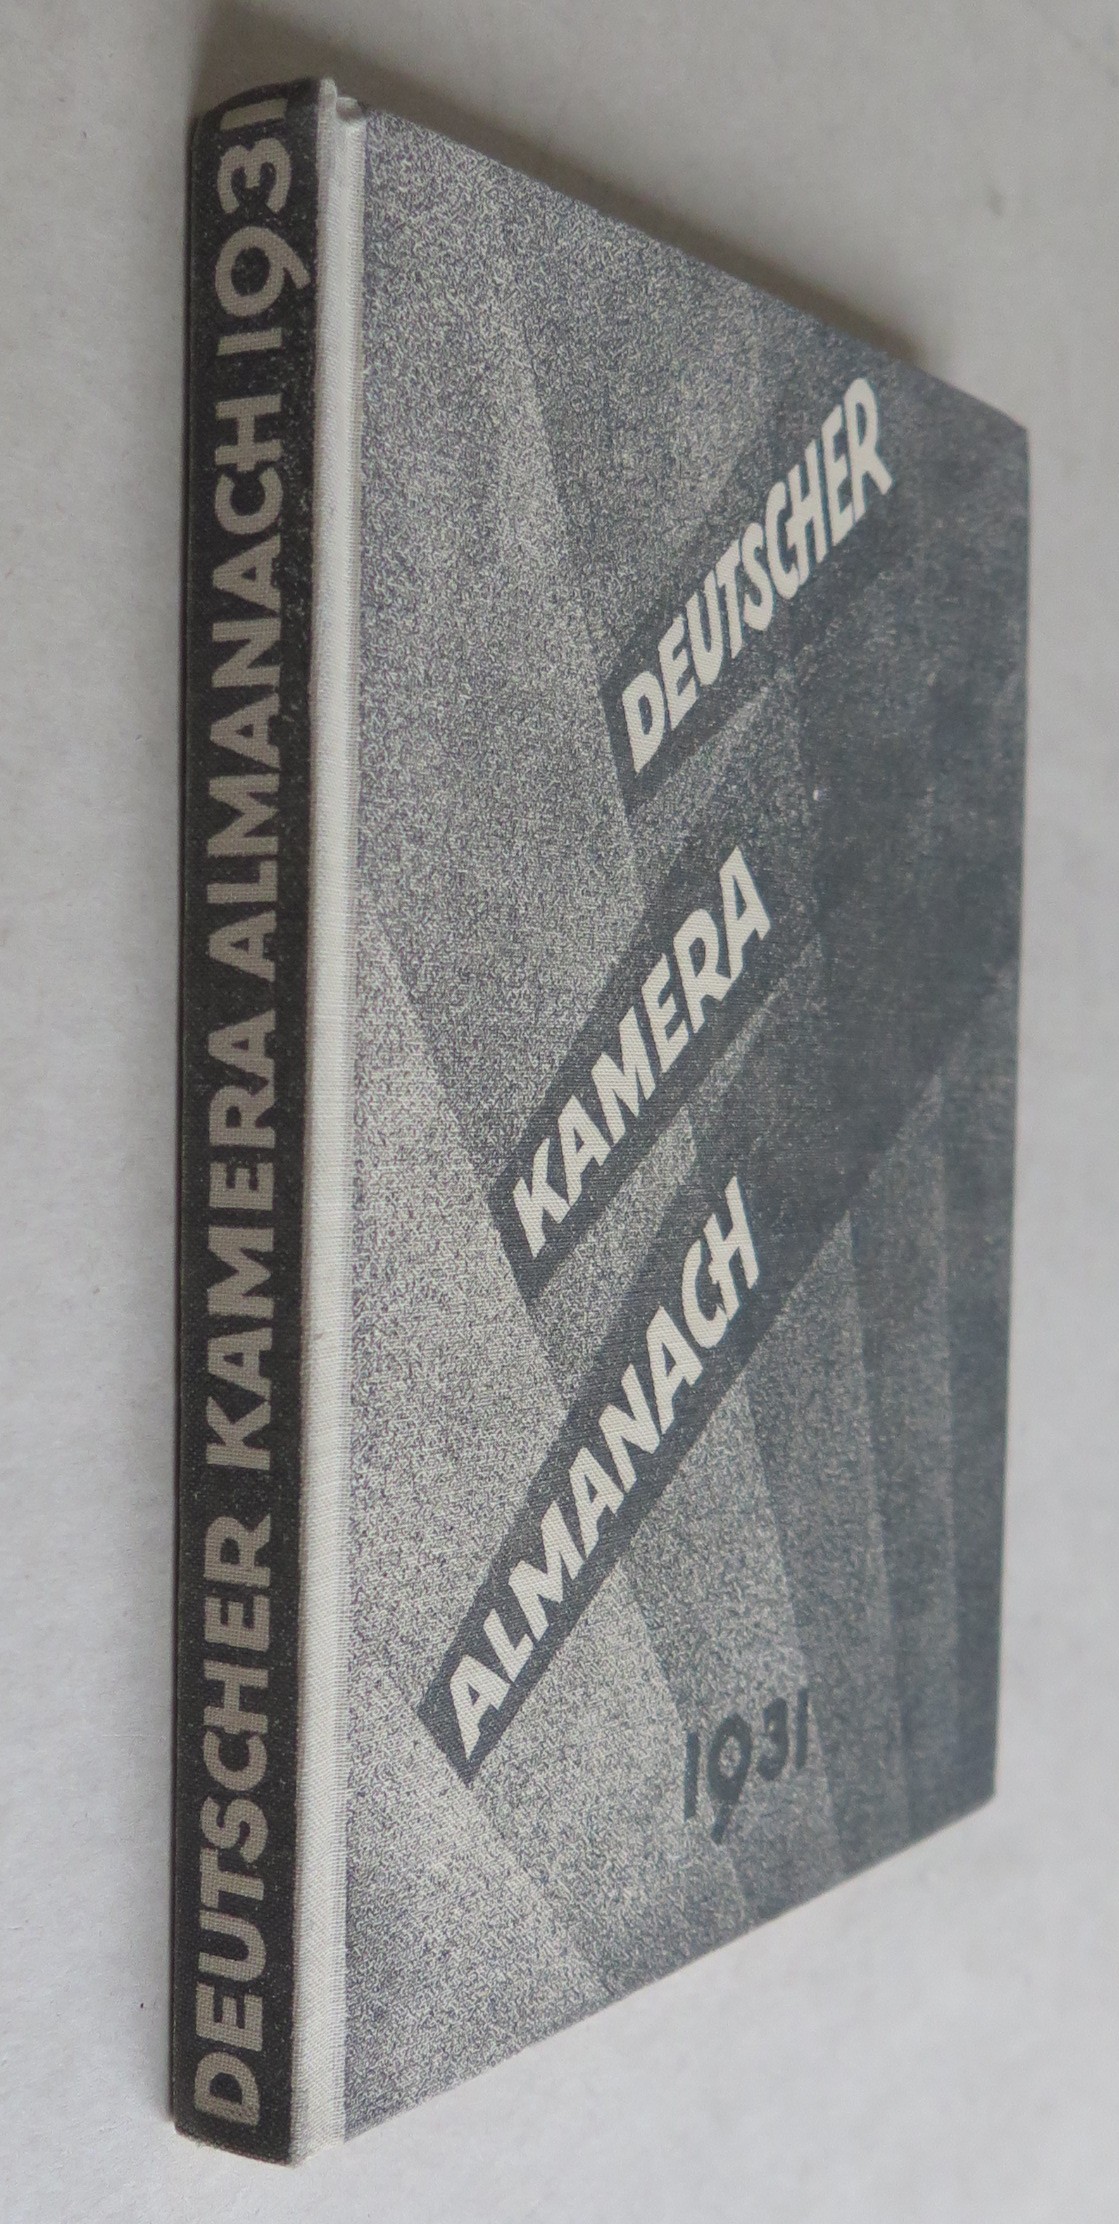 DEUTSCHER KAMERA ALMANACH 1931
DEUTSCHER
KAMERA
ALMANACH
1931